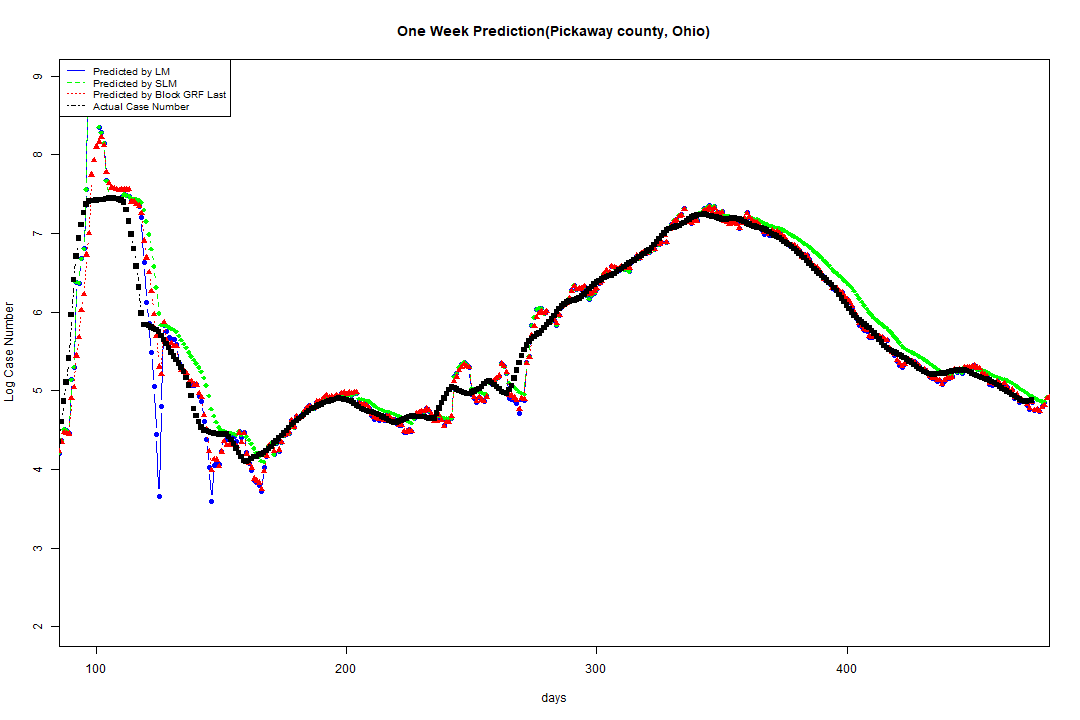 One Week Prediction(Pickaway county, Ohio)
Predicted by LM
Predicted by SLM
Predicted by Block GRF Last
Actual Case Number
Log Case Number
9
8
7
6
5
4
3
2
100 200 300 400
days